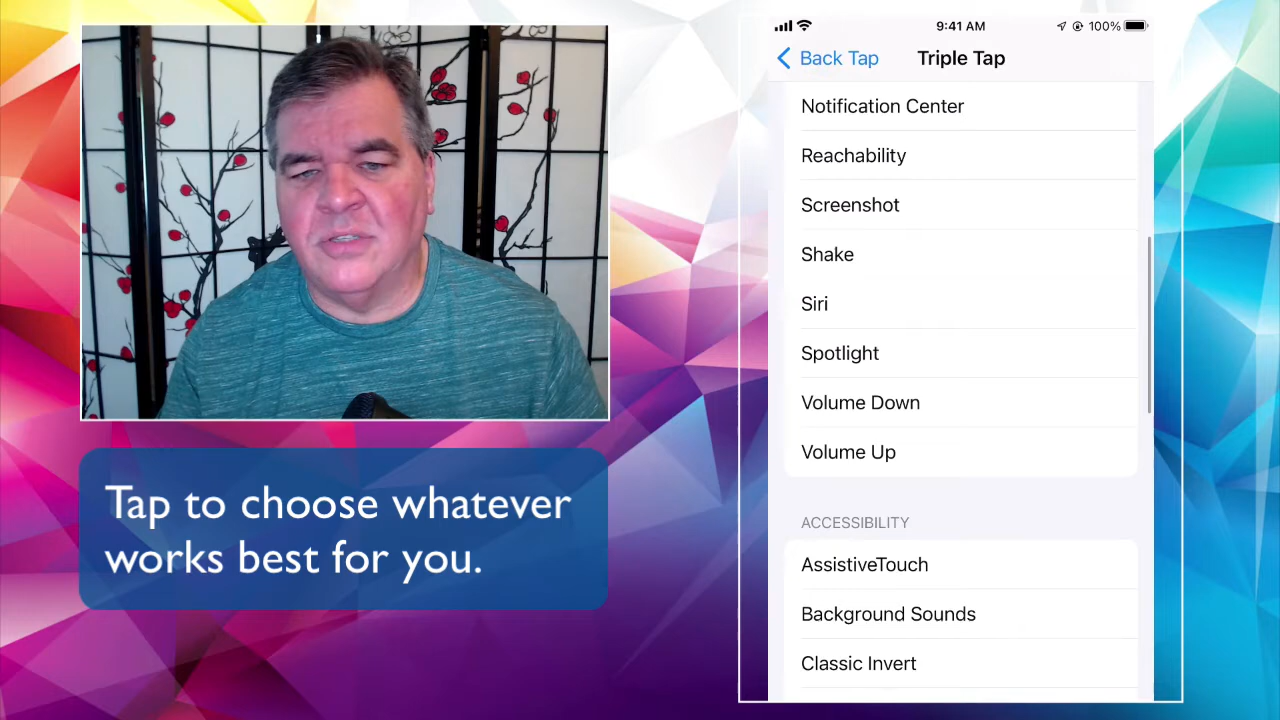 Tap to choose whatever
works best for you.
9:41 AM
100%
Back Tap
Triple Tap
Notification Center
Reachability
Screenshot
Shake
Siri
Spotlight
Volume Down
Volume Up
ACCESSIBILITY
AssistiveTouch
Background Sounds
Classic Invert